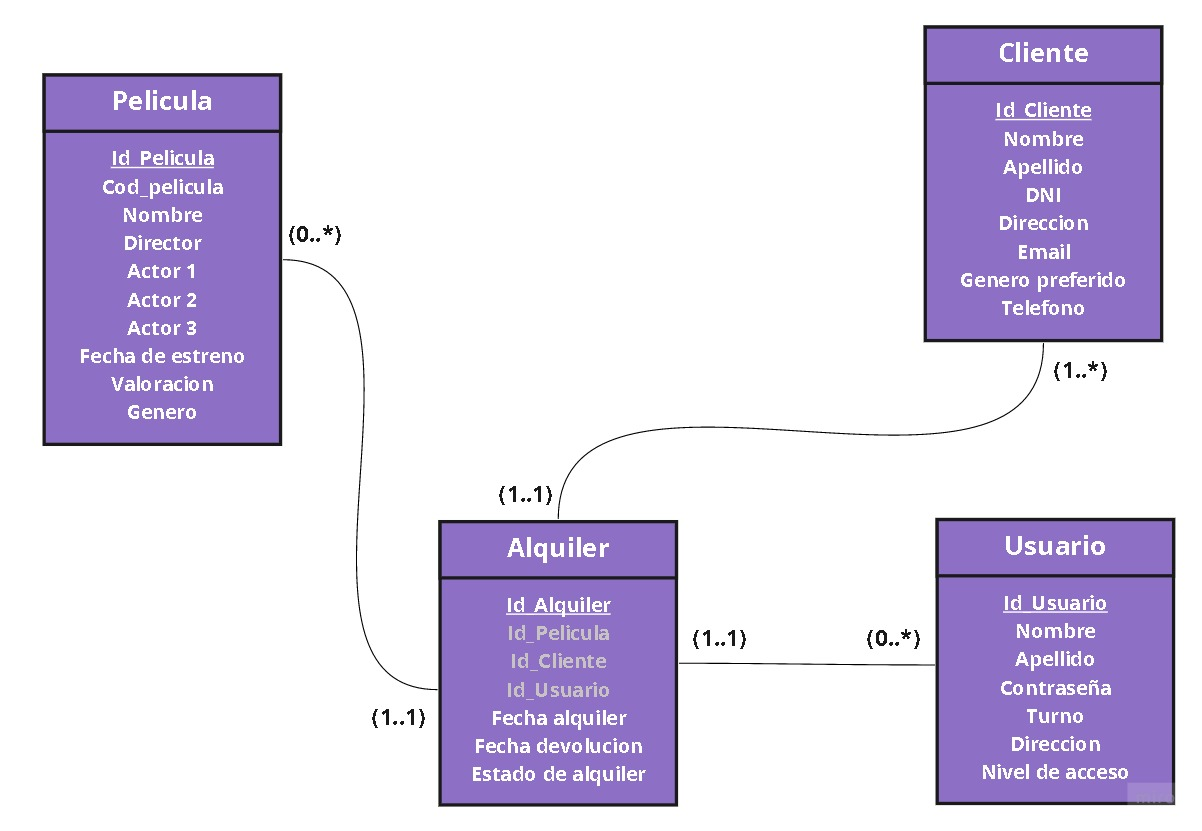 Pelicula
Id_Pelicula
Cod_pelicula
Nombre
Director
Actor 1
Actor 2
Actor 3
Fecha de estreno
Valoracion
Genero
(0..*)
(1..1)
Cliente
Id_Cliente
Nombre
Apellido
DNI
Direccion
Email
Genero preferido
Telefono
(1..*)
(1..1)
Alquiler
Id_Alquiler
Id_Pelicula
Id_Cliente
Id_Usuario
Fecha alquiler
Fecha devolucion
Estado de alquiler
(1..1)
(0..*)
Usuario
Id_Usuario
Nombre
Apellido
Contraseña
Turno
Direccion
Nivel de acceso
miro